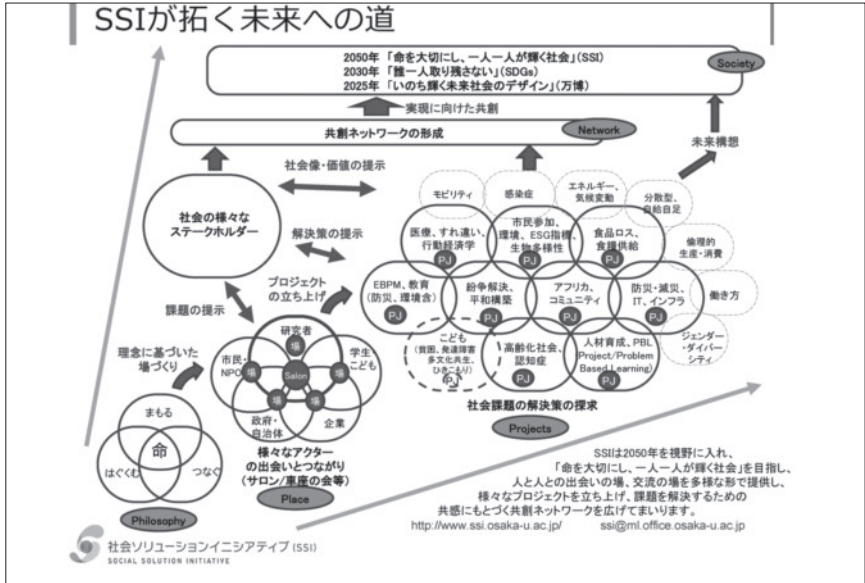 SSIが拓く未来への道
2050年 「命を大切にし、一人一人が輝く社会」(SSI)
2030年 「誰一人取り残さない」(SDGs)
2025年 「いのち輝く未来社会のデザイン」(万博)
Society
実現に向けた共創
共創ネットワークの形成
Network
未来構想
社会像・価値の提示
社会の様々な
ステークホルダー
解決策の提示
課題の提示
プロジェクト
の立ち上げ
理念に基づいた
場づくり
モビリティ
感染症
エネルギー、
気候変動
分散型、
自給自足
倫理的
生産・消費
働き方
ジェンダー・ダイバー
シティ
医療、すれ違い、
行動経済学
PJ
市民参加、
環境、ESG指標、
生物多様性
PJ
食品ロス、
食糧供給
PJ
EBPM、教育
(防災、環境含)
PJ
紛争解決、
平和構築
PJ
アフリカ、
コミュニティ
PJ
防災・減災、
IT、インフラ
PJ
こども
(貧困、発達障害
多文化共生、
ひきこもり)
PJ
高齢化社会、
認知症
PJ
人材育成、PBL
Project/Problem
Based Learning)
PJ
社会課題の解決策の探求
Projects
研究者
場
市民・
NPO
場
Salon
場
学生
こども
場
場
政府・
自治体
企業
様々なアクター
の出会いとつながり
(サロン/車座の会等)
Place
まもる
命
はぐくむ
つなぐ
Philosophy
SSIは2050年を視野に入れ、
「命を大切にし、一人一人が輝く社会」を目指し、
人と人との出会いの場、交流の場を多様な形で提供し、
様々なプロジェクトを立ち上げ、課題を解決するための
共感にもとづく共創ネットワークを広げてまいります。
http://www.ssi.osaka-u.ac.jp/ ssi@ml.office.osaka-u.ac.jp
社会ソリューションイニシアティブ (SSI)
SOCIAL SOLUTION INITIATIVE